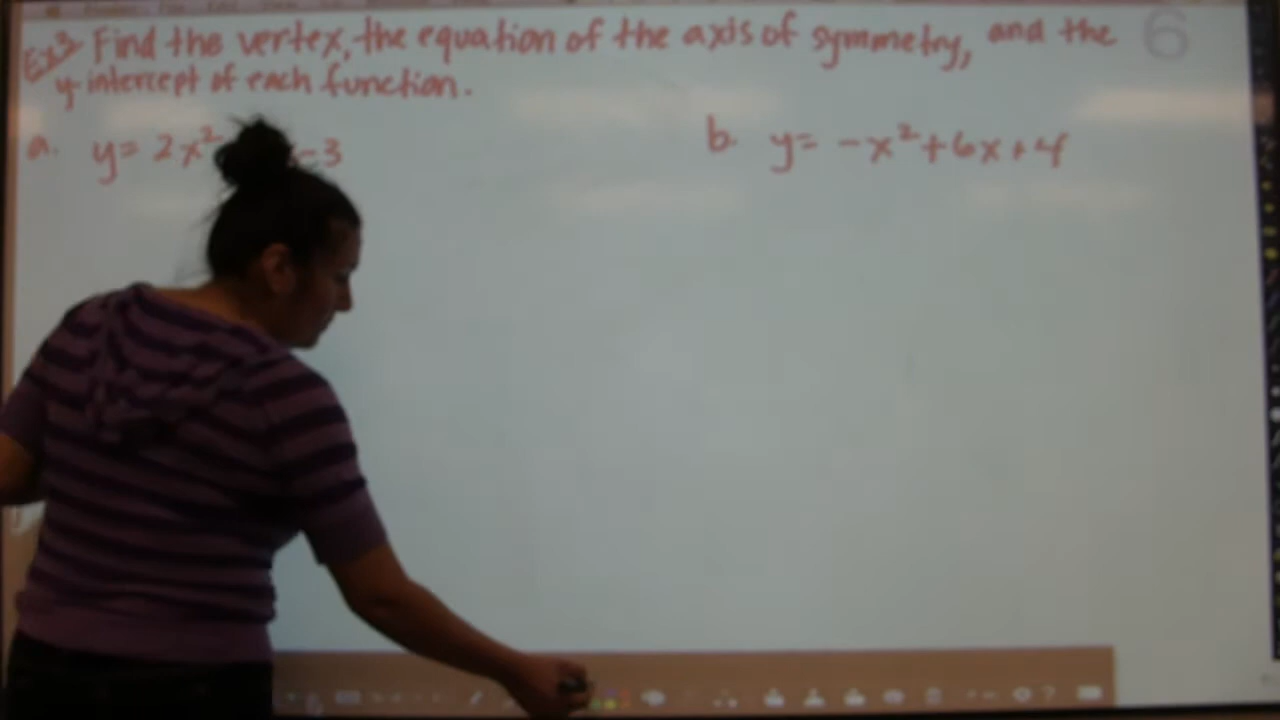 Ex3 Find the vertex, the equation of the axis of symmetry, and the 6
y-intercept of each function.
a. y= 2x² x-3
b. y= -x²+6x+4